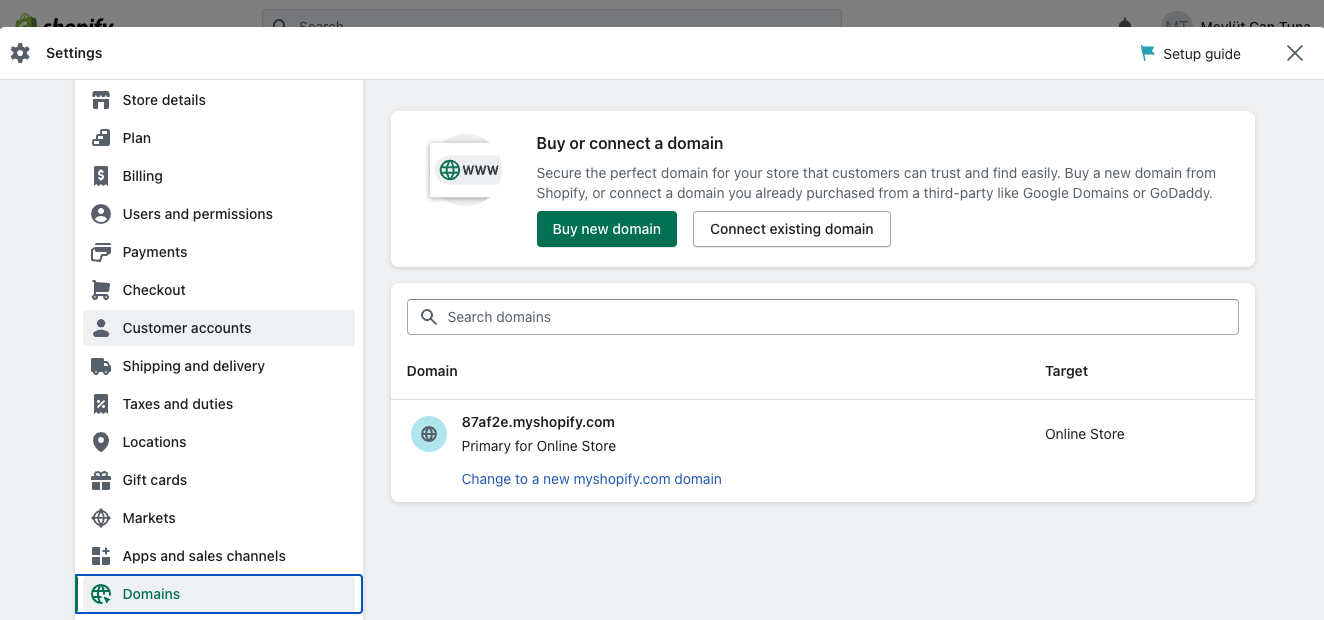 shopify
Search
MT
Mevlüt Can Tuna
Settings
Setup guide
Store details
Plan
Billing
Users and permissions
Payments
Checkout
Customer accounts
Shipping and delivery
Taxes and duties
Locations
Gift cards
Markets
Apps and sales channels
Domains
WWW
Buy or connect a domain
Secure the perfect domain for your store that customers can trust and find easily. Buy a new domain from
Shopify, or connect a domain you already purchased from a third-party like Google Domains or GoDaddy.
Buy new domain
Connect existing domain
Search domains
Domain
Target
87af2e.myshopify.com
Primary for Online Store
Online Store
Change to a new myshopify.com domain